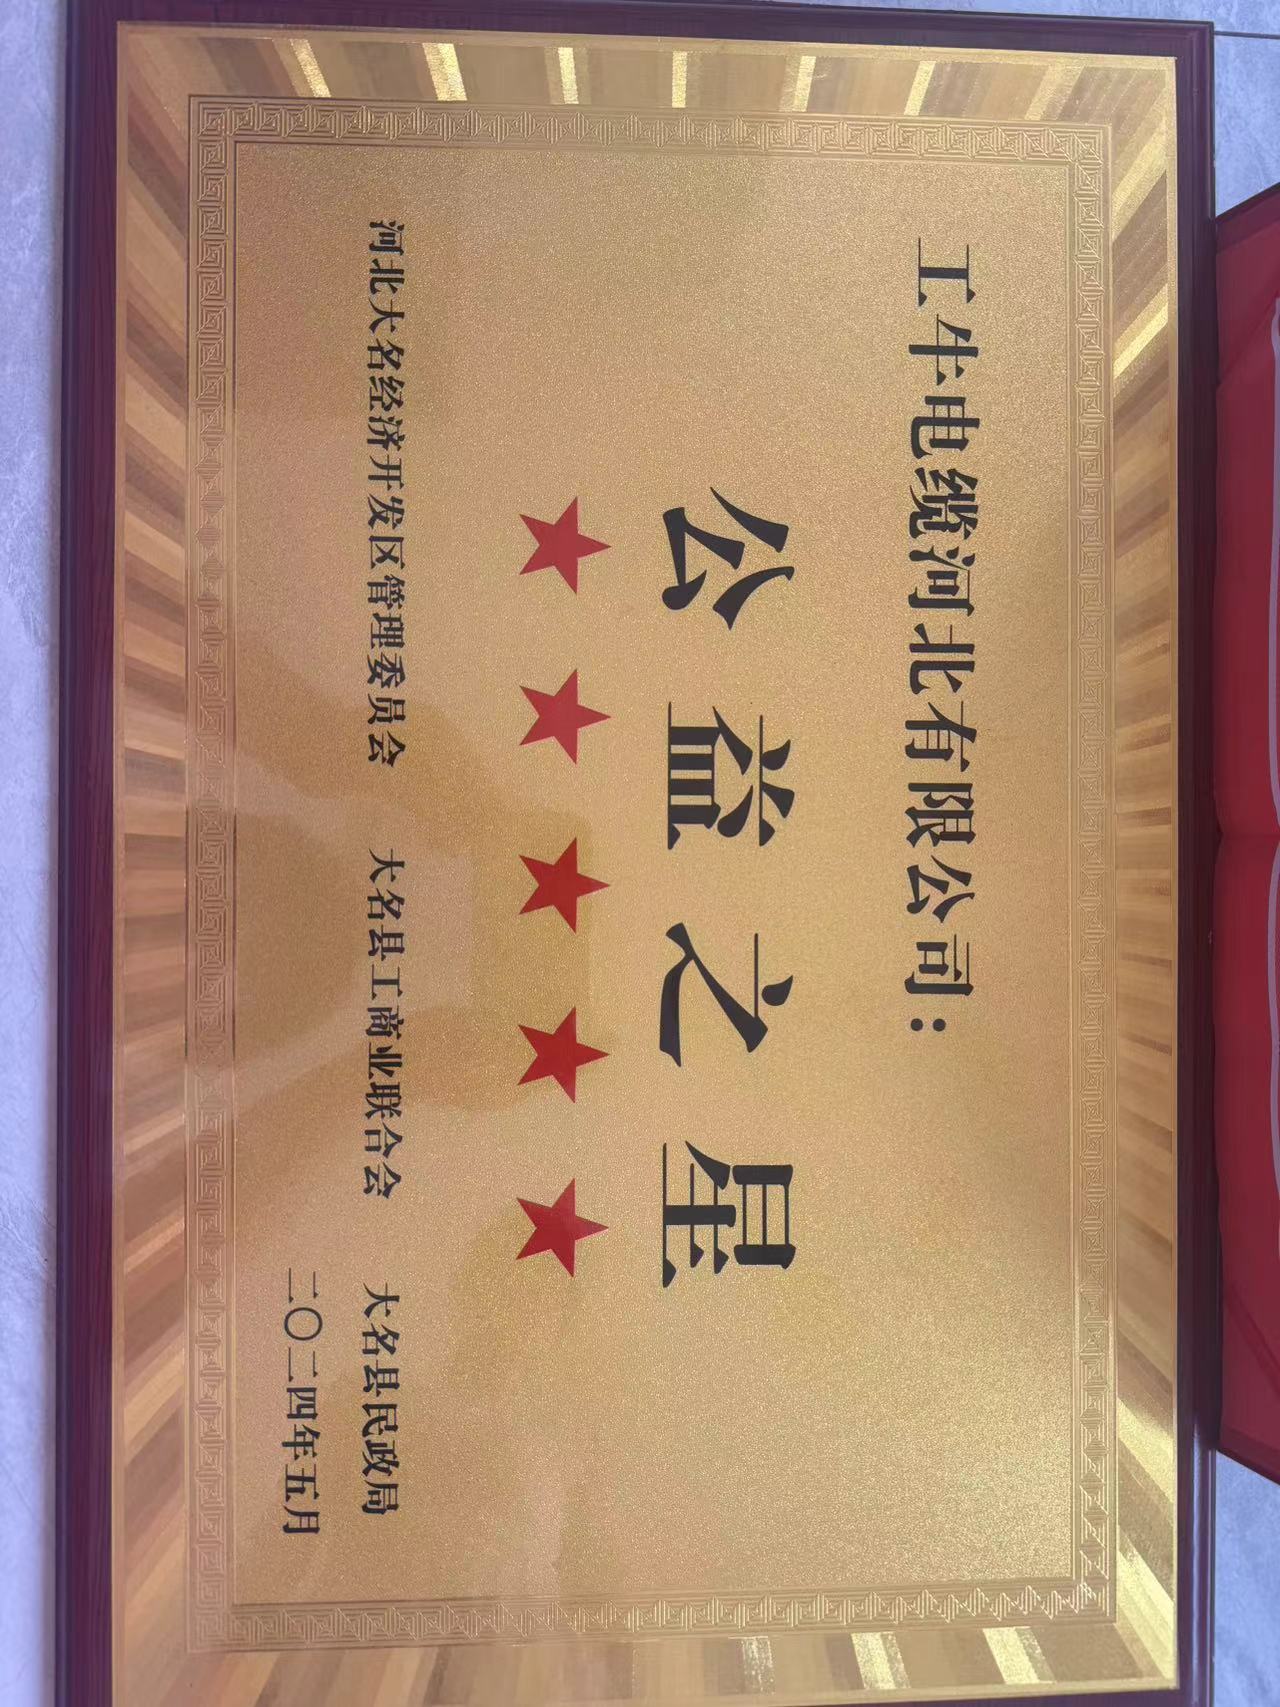 工牛电缆河北有限公司：
公益之星
河北大名经济开发区管理委员会 大名县工商业联合会 大名县民政局
二〇二四年五月